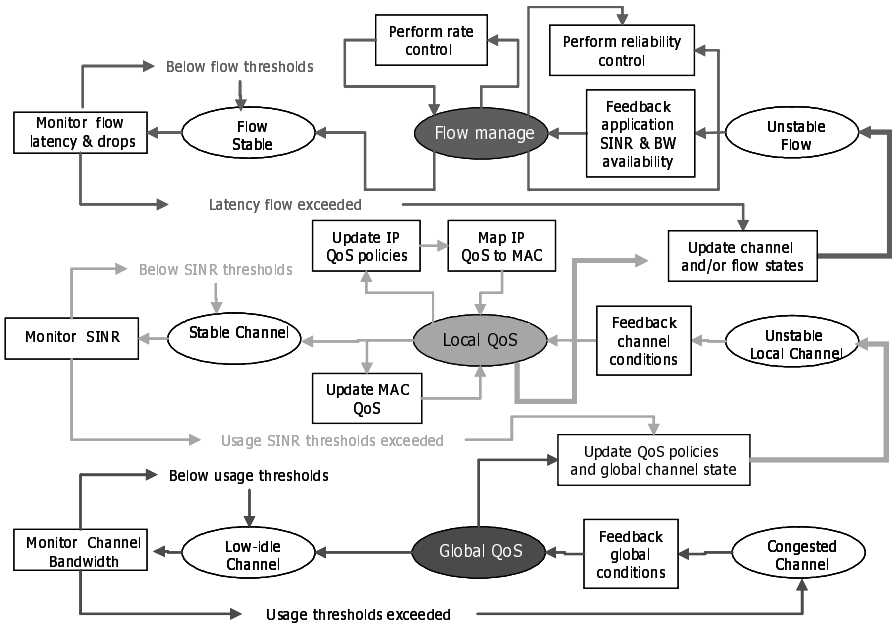 Perform rate
control
Perform reliability
control
Below flow thresholds
Monitor flow
latency & drops
Flow
Stable
Flow manage
Feedback
application
SINR & BW
availability
Unstable
Flow
Latency flow exceeded
Update IP
QoS policies
Map IP
QoS to MAC
Update channel
and/or flow states
Below SINR thresholds
Monitor SINR
Stable Channel
Local QoS
Feedback
channel
conditions
Unstable
Local Channel
Update MAC
QoS
Usage SINR thresholds exceeded
Update QoS policies
and global channel state
Below usage thresholds
Monitor Channel
Bandwidth
Low-idle
Channel
Global QoS
Feedback
global
conditions
Congested
Channel
Usage thresholds exceeded